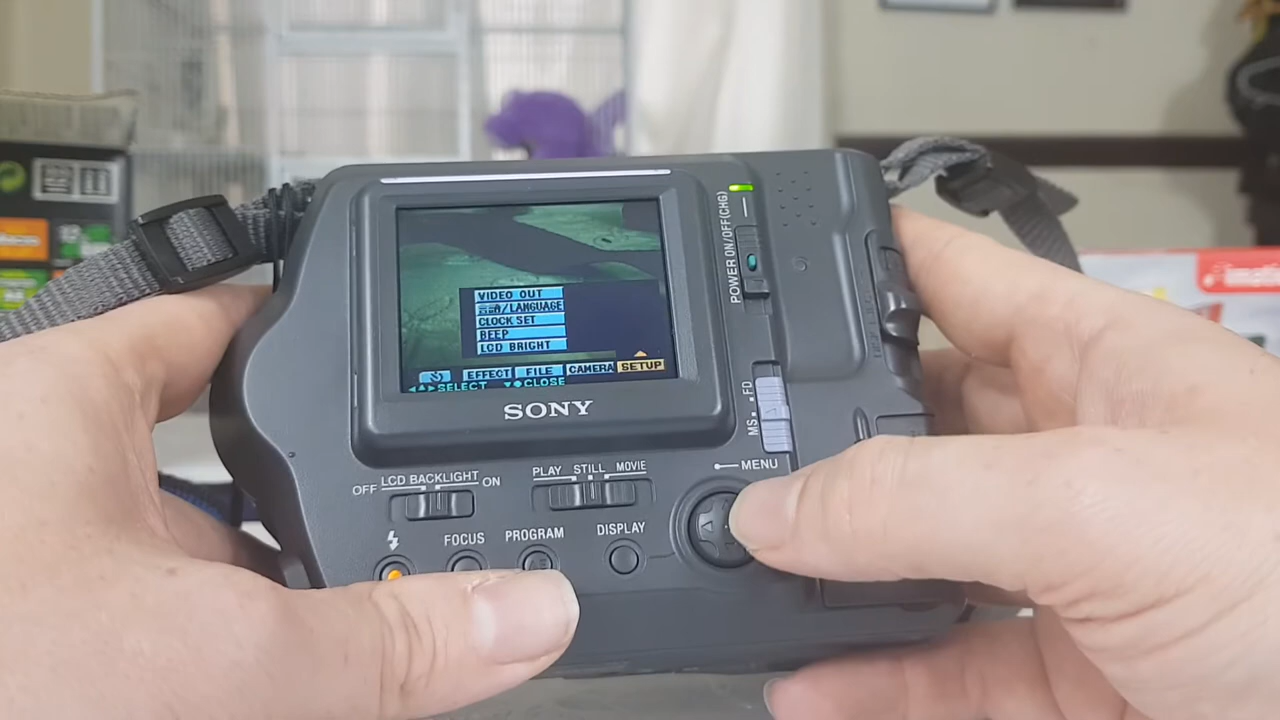 VIDEO OUT
/LANGUAGE
CLOCK SET
BEEP
LCD BRIGHT
EFFECT FILE CAMERA SETUP
◀▲▶SELECT ▼●CLOSE
SONY
POWER ON/OFF(CHG)
MS FD
MENU
OFF LCD BACKLIGHT ON
PLAY STILL MOVIE
FOCUS PROGRAM DISPLAY